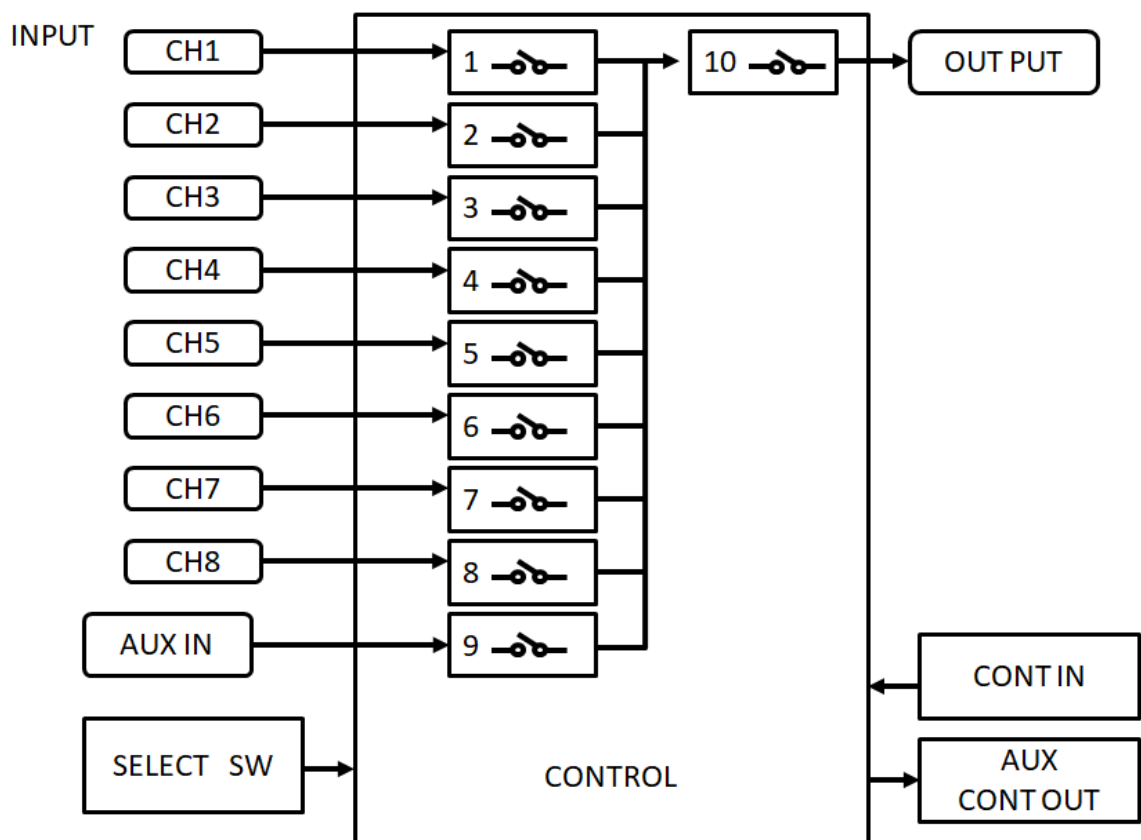 INPUT
CH1
1
10
OUT PUT
CH2
2
CH3
3
CH4
4
CH5
5
CH6
6
CH7
7
CH8
8
AUX IN
9
CONT IN
SELECT SW
CONTROL
AUX
CONT OUT